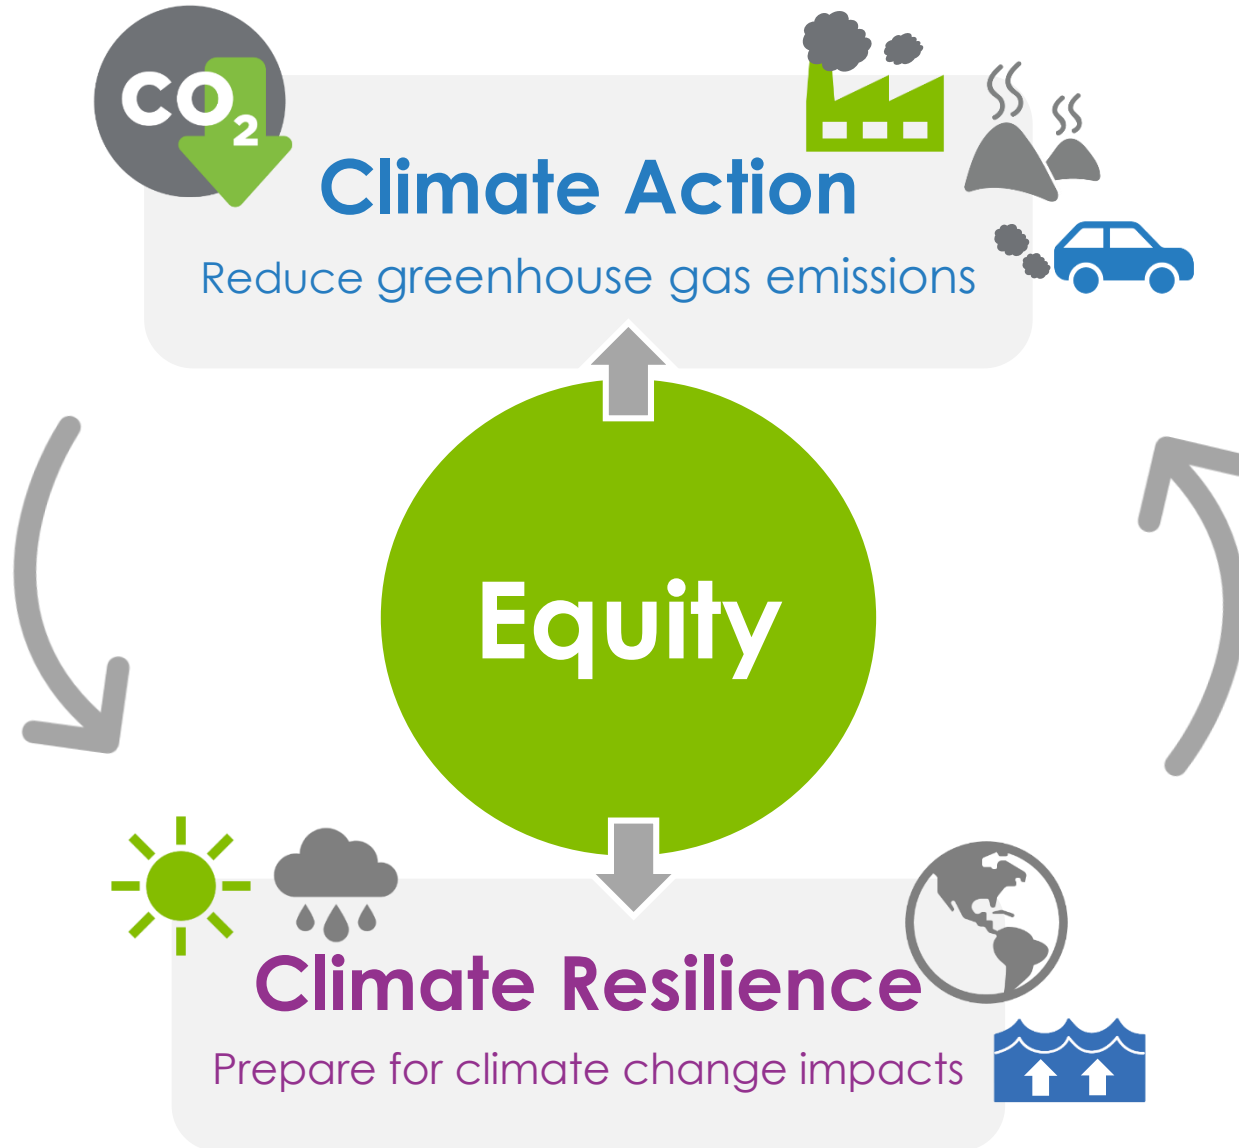 CO2
Climate Action
Reduce greenhouse gas emissions
Equity
Climate Resilience
Prepare for climate change impacts